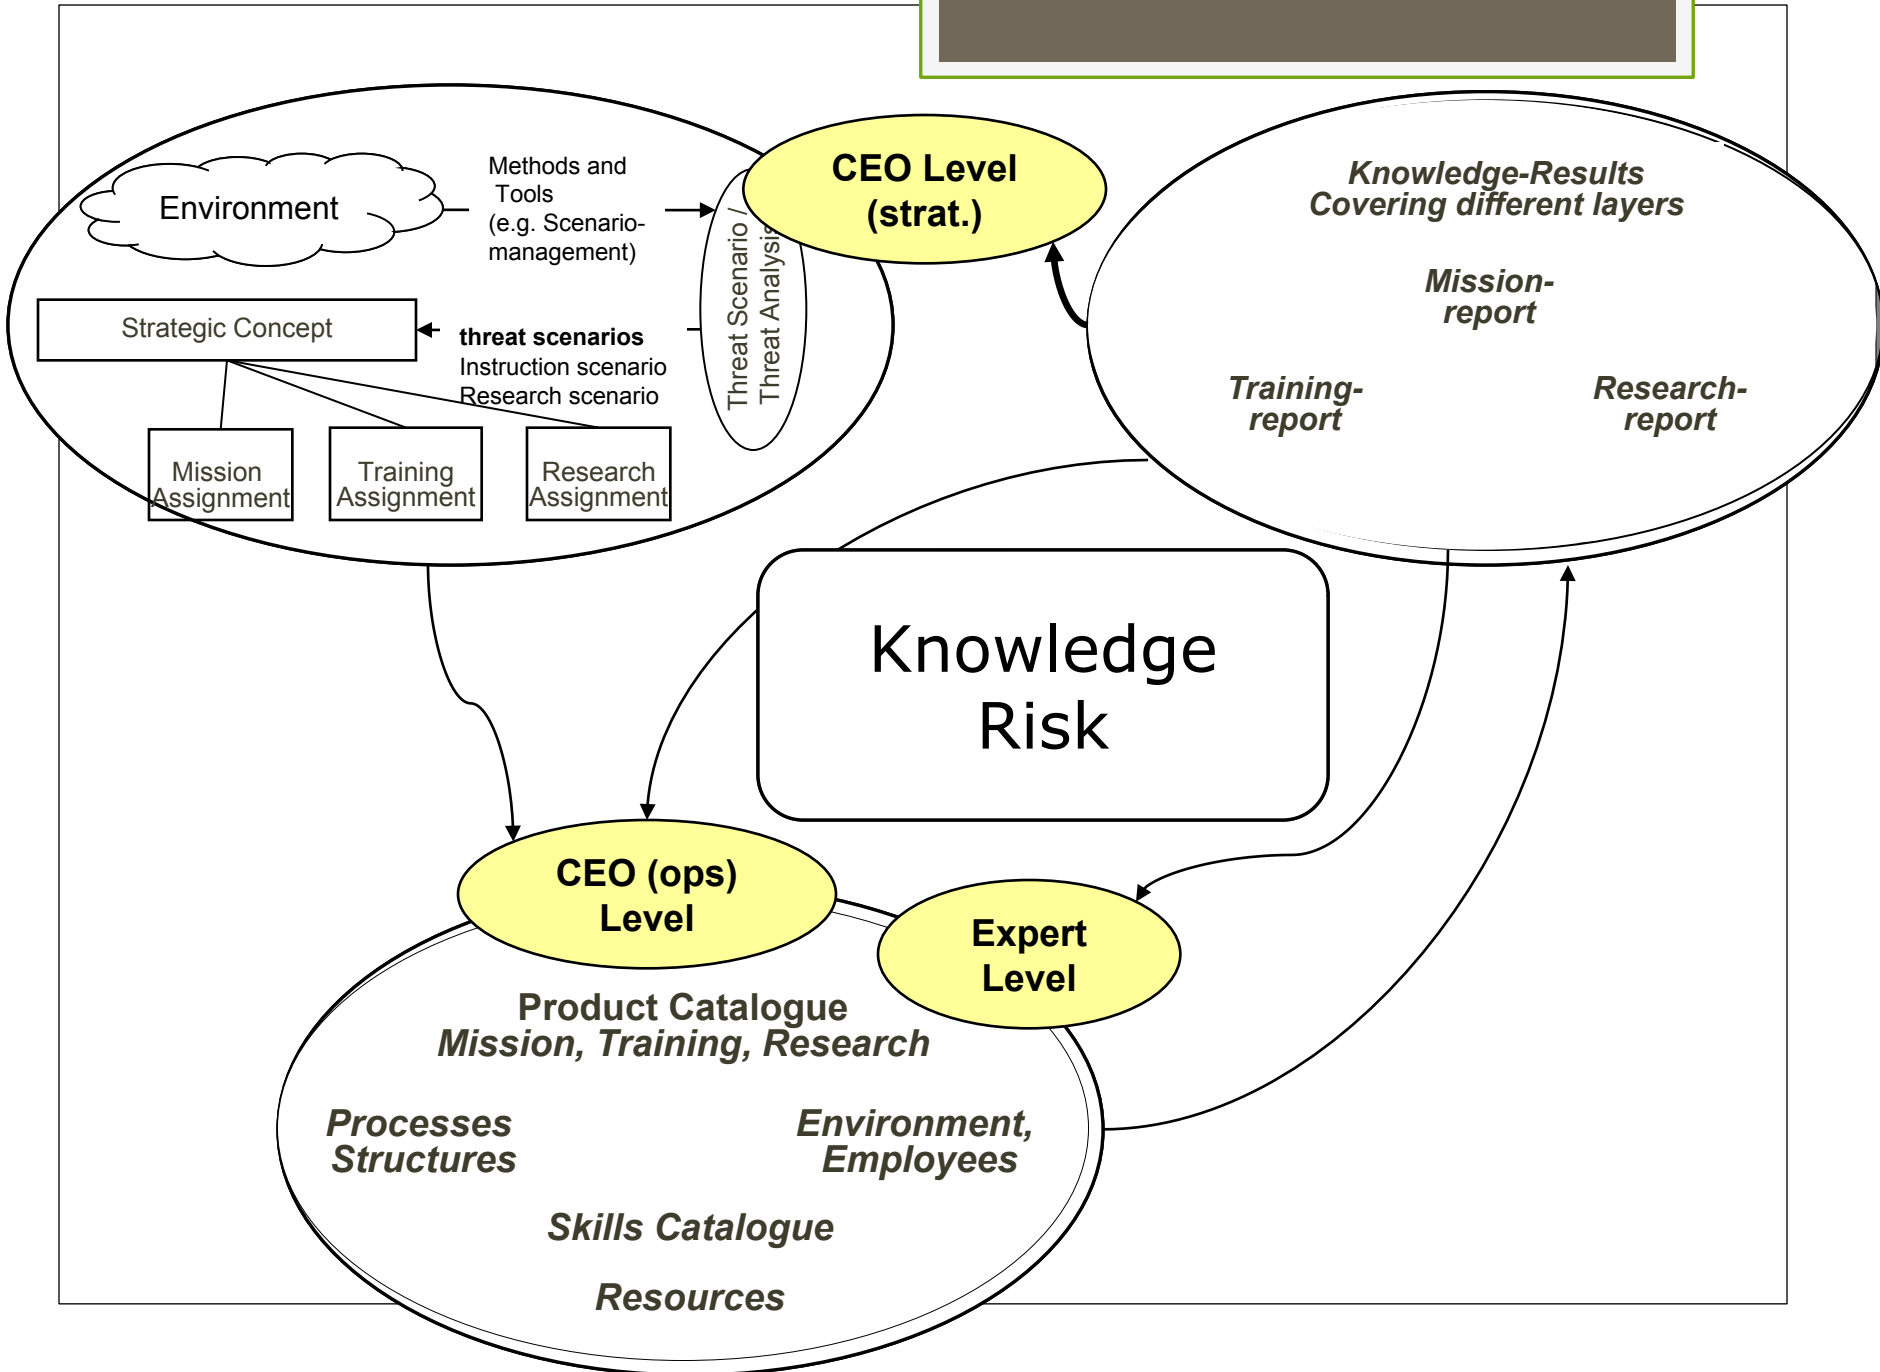 CEO Level
(strat.)
Environment
Methods and
Tools
(e.g. Scenario-
management)
Threat Scenario /
Threat Analysis
Strategic Concept
threat scenarios
Instruction scenario
Research scenario
Mission
Assignment
Training
Assignment
Research
Assignment
Knowledge-Results
Covering different layers
Mission-
report
Training-
report
Research-
report
Knowledge
Risk
CEO (ops)
Level
Expert
Level
Product Catalogue
Mission, Training, Research
Processes
Structures
Environment,
Employees
Skills Catalogue
Resources